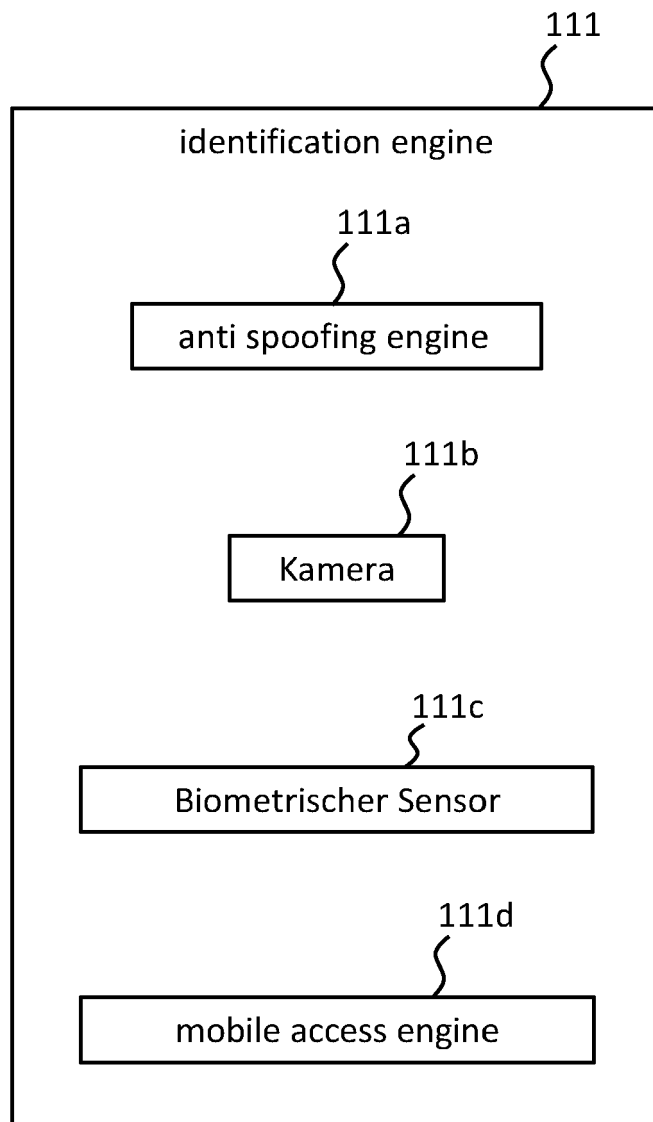 111
identification engine
111a
anti spoofing engine
111b
Kamera
111c
Biometrischer Sensor
111d
mobile access engine